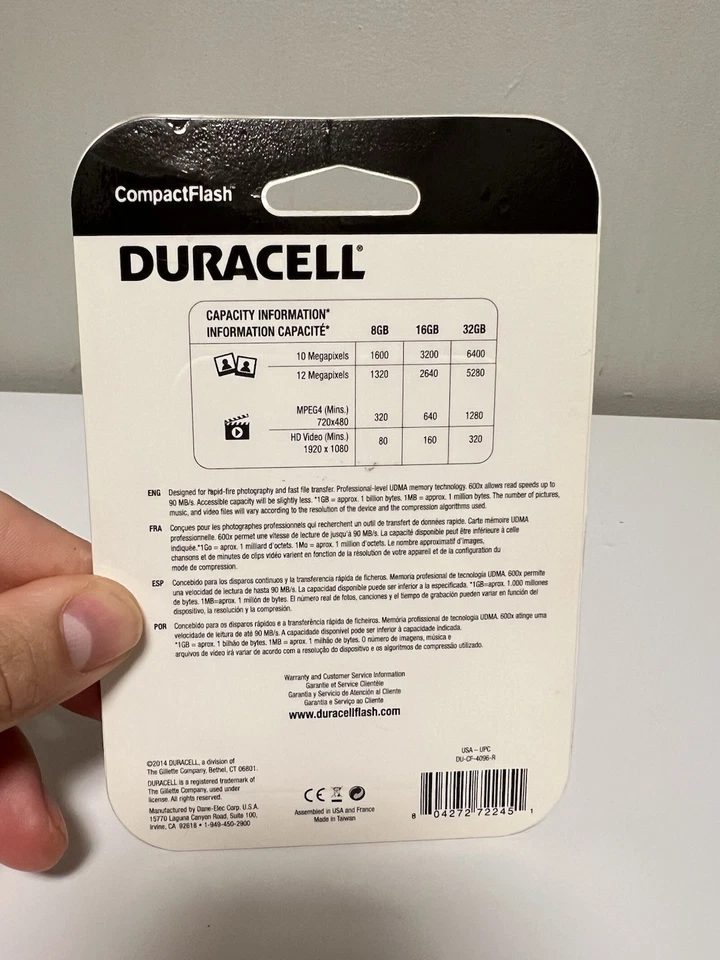 CompactFlash™
DURACELL®
CAPACITY INFORMATION*
INFORMATION CAPACITÉ* 8GB 16GB 32GB
10 Megapixels 1600 3200 6400
12 Megapixels 1320 2640 5280
MPEG4 (Mins.)
720x480 320 640 1280
HD Video (Mins.)
1920 x 1080 80 160 320
ENG Designed for rapid-fire photography and fast file transfer. Professional-level UDMA memory technology. 600x allows read speeds up to
90 MB/s. Accessible capacity will be slightly less. *1GB = approx. 1 billion bytes. 1MB = approx. 1 million bytes. The number of pictures,
music, and video files will vary according to the resolution of the device and the compression algorithms used.
FRA Conçues pour les photographes professionnels qui recherchent un outil de transfert de données rapide. Carte mémoire UDMA
professionnelle. 600x permet une vitesse de lecture de jusqu'à 90 MB/s. La capacité disponible peut être inférieure à celle
indiquée.*1Go = aprox. 1 milliard d'octets. 1Mo = aprox. 1 million d'octets. Le nombre approximatif d'images,
chansons et de minutes de clips vidéo varient en fonction de la résolution de votre appareil et de la configuration du
mode de compression.
ESP Concebido para los disparos continuos y la transferencia rápida de ficheros. Memoria profesional de tecnología UDMA. 600x permite
una velocidad de lectura de hasta 90 MB/s. La capacidad disponible puede ser inferior a la especificada. *1GB=aprox. 1.000 millones
de bytes. 1MB=aprox. 1 millón de bytes. El número real de fotos, canciones y el tiempo de grabación pueden variar en función del
dispositivo, la resolución y la compresión.
POR Concebido para os disparos rápidos e a transferência rápida de ficheiros. Memória profissional de tecnologia UDMA. 600x atinge uma
velocidade de leitura de até 90 MB/s. A capacidade disponível pode ser inferior à capacidade indicada.
*1GB = aprox. 1 bilhão de bytes. 1MB = aprox. 1 milhão de bytes. O número de imagens, música e
arquivos de vídeo irá variar de acordo com a resolução do dispositivo e os algoritmos de compressão utilizado.
Warranty and Customer Service Information
Garantie et Service Clientèle
Garantía y Servicio de Atención al Cliente
Garantia e Serviço ao Cliente
www.duracellflash.com
©2014 DURACELL, a division of
The Gillette Company, Bethel, CT 06801.
DURACELL is a registered trademark of
The Gillette Company, used under
license. All rights reserved.
Manufactured by Dane-Elec Corp. U.S.A.
15770 Laguna Canyon Road, Suite 100,
Irvine, CA 92618 • 1-949-450-2900
CE
Assembled in USA and France
Made in Taiwan
USA – UPC
DU-CF-4096-R
8 04272 72245 1